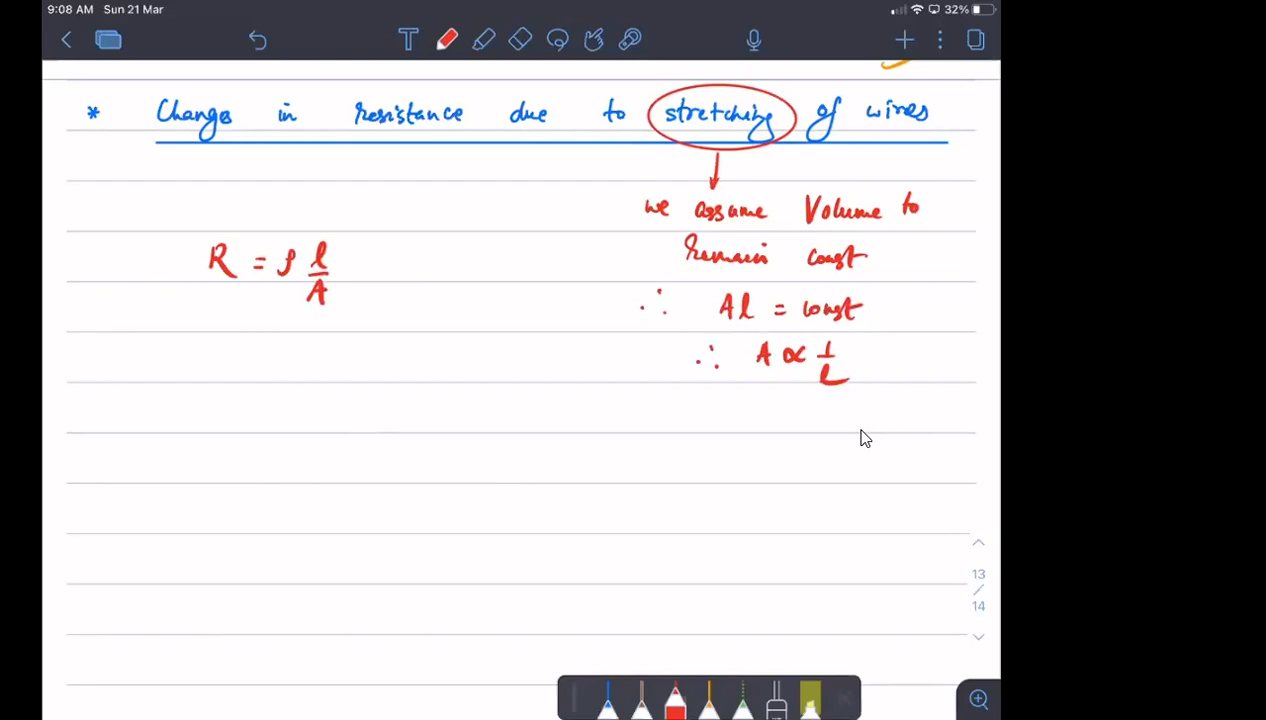 9:08 AM Sun 21 Mar
32%
T
* Changes in resistance due to stretching of wires
we assume Volume to
remain const
R = ρ l/A
∴ Al = const
∴ A ∝ 1/l
13
/
14